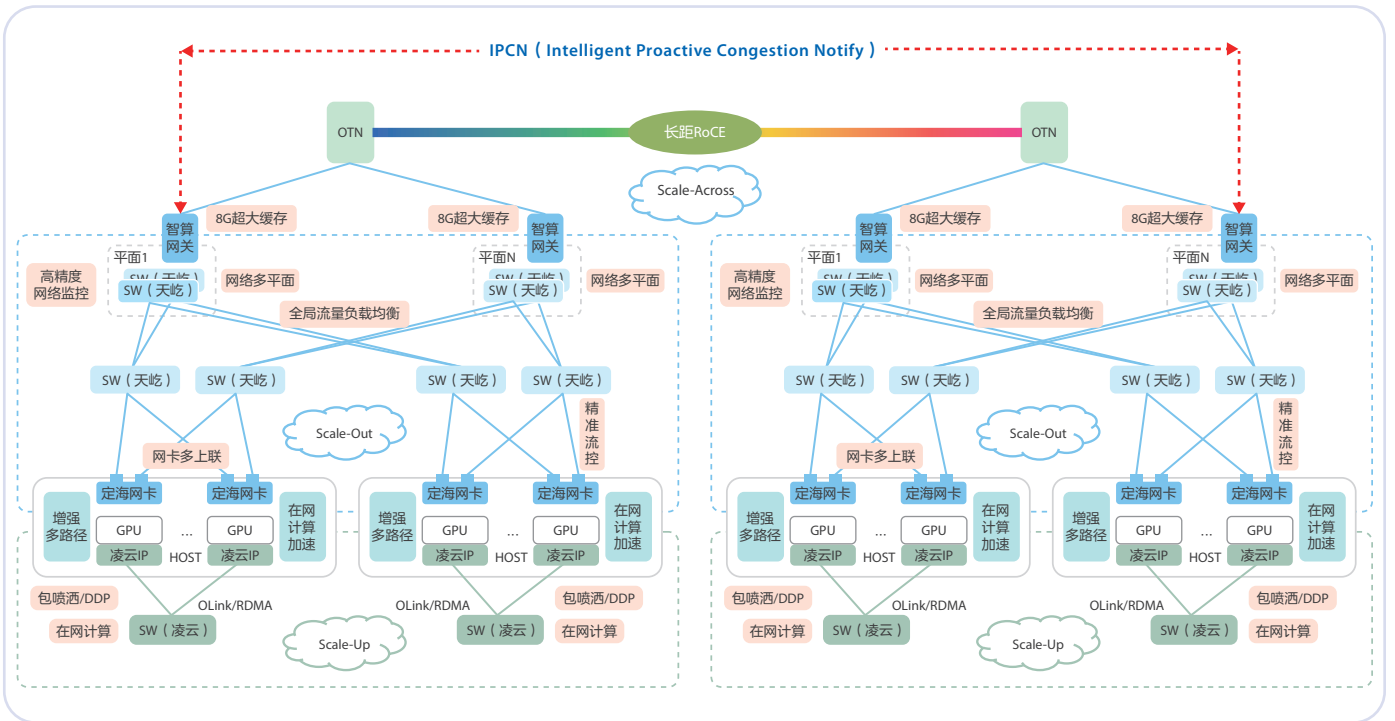 IPCN（Intelligent Proactive Congestion Notify）
OTN
长距RoCE
OTN
Scale-Across
8G超大缓存
8G超大缓存
8G超大缓存
8G超大缓存
智算
网关
智算
网关
智算
网关
智算
网关
平面1
平面N
平面1
平面N
高精度
网络监控
SW（天屹）
SW（天屹）
网络多平面
SW（天屹）
SW（天屹）
网络多平面
高精度
网络监控
SW（天屹）
SW（天屹）
网络多平面
SW（天屹）
SW（天屹）
网络多平面
全局流量负载均衡
全局流量负载均衡
SW（天屹）
SW（天屹）
SW（天屹）
SW（天屹）
SW（天屹）
SW（天屹）
SW（天屹）
SW（天屹）
Scale-Out
精
准
流
控
Scale-Out
精
准
流
控
网卡多上联
网卡多上联
定海网卡
定海网卡
定海网卡
定海网卡
定海网卡
定海网卡
定海网卡
定海网卡
增强
多路径
GPU
...
GPU
凌云IP
HOST
凌云IP
在网
计算
加速
增强
多路径
GPU
...
GPU
凌云IP
HOST
凌云IP
在网
计算
加速
增强
多路径
GPU
...
GPU
凌云IP
HOST
凌云IP
在网
计算
加速
增强
多路径
GPU
...
GPU
凌云IP
HOST
凌云IP
在网
计算
加速
包喷洒/DDP
OLink/RDMA
OLink/RDMA
包喷洒/DDP
包喷洒/DDP
OLink/RDMA
OLink/RDMA
包喷洒/DDP
在网计算
SW（凌云）
Scale-Up
SW（凌云）
在网计算
在网计算
SW（凌云）
Scale-Up
SW（凌云）
在网计算